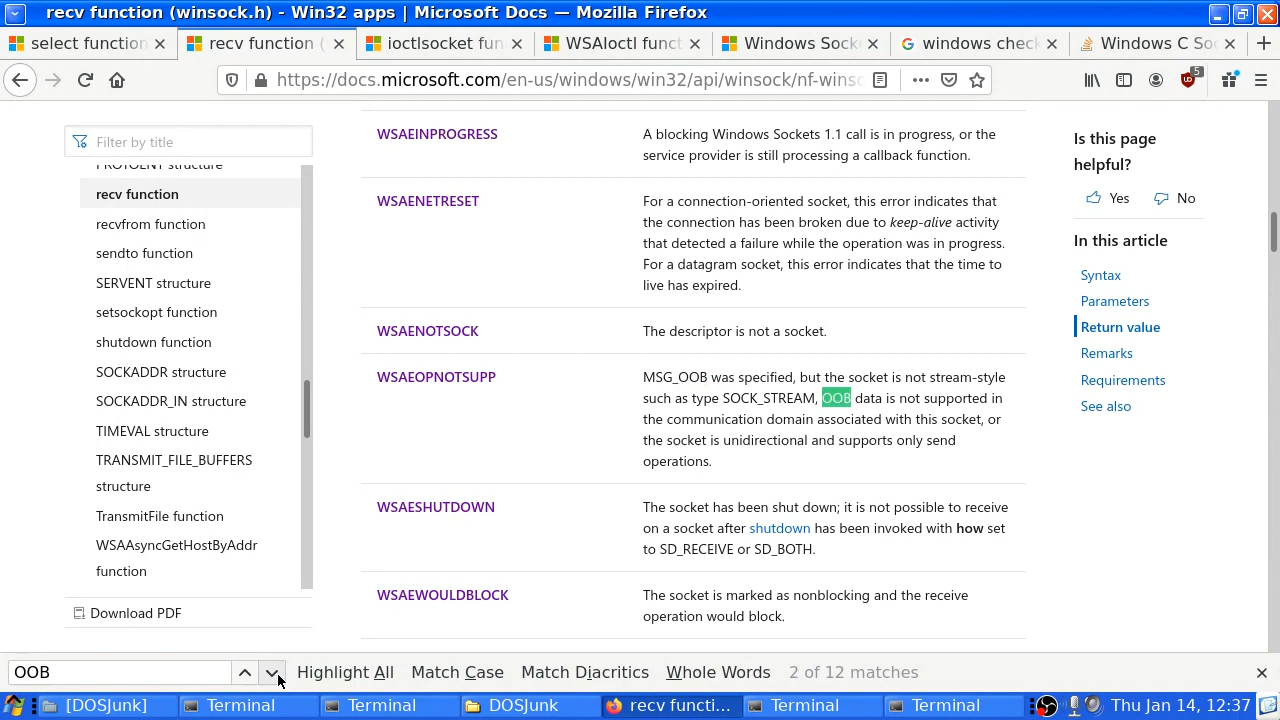 recv function (winsock.h) - Win32 apps | Microsoft Docs — Mozilla Firefox
select function
recv function (
ioctlsocket fun
WSAIoctl funct
Windows Socke
windows check
Windows C Soc
https://docs.microsoft.com/en-us/windows/win32/api/winsock/nf-winsc
5
Filter by title
PROTOENT structure
recv function
recvfrom function
sendto function
SERVENT structure
setsockopt function
shutdown function
SOCKADDR structure
SOCKADDR_IN structure
TIMEVAL structure
TRANSMIT_FILE_BUFFERS
structure
TransmitFile function
WSAAsyncGetHostByAddr
function
Download PDF
WSAEINPROGRESS
A blocking Windows Sockets 1.1 call is in progress, or the
service provider is still processing a callback function.
WSAENETRESET
For a connection-oriented socket, this error indicates that
the connection has been broken due to keep-alive activity
that detected a failure while the operation was in progress.
For a datagram socket, this error indicates that the time to
live has expired.
WSAENOTSOCK
The descriptor is not a socket.
WSAEOPNOTSUPP
MSG_OOB was specified, but the socket is not stream-style
such as type SOCK_STREAM, OOB data is not supported in
the communication domain associated with this socket, or
the socket is unidirectional and supports only send
operations.
WSAESHUTDOWN
The socket has been shut down; it is not possible to receive
on a socket after shutdown has been invoked with how set
to SD_RECEIVE or SD_BOTH.
WSAEWOULDBLOCK
The socket is marked as nonblocking and the receive
operation would block.
Is this page
helpful?
Yes
No
In this article
Syntax
Parameters
Return value
Remarks
Requirements
See also
OOB
Highlight All
Match Case
Match Diacritics
Whole Words
2 of 12 matches
[DOSJunk]
Terminal
Terminal
DOSJunk
recv functi...
Terminal
Terminal
Thu Jan 14, 12:37